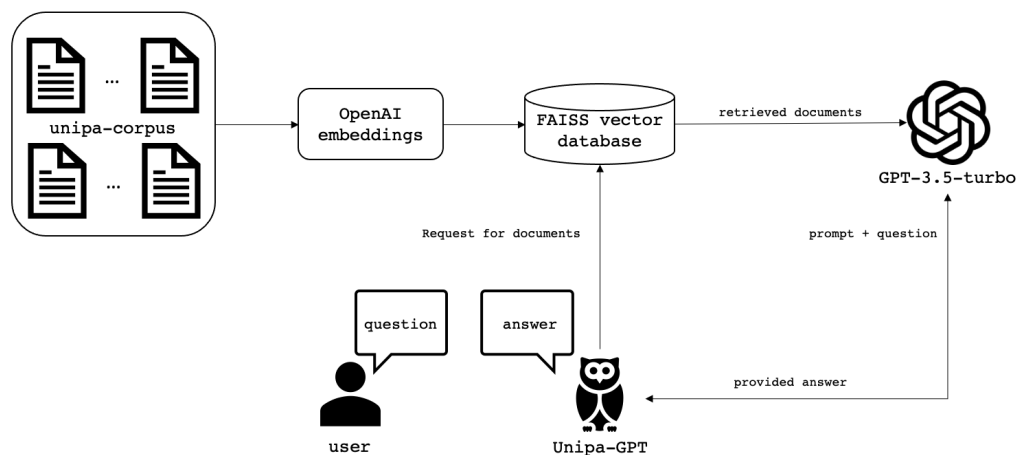 ...
unipa-corpus
...
OpenAI
embeddings
FAISS vector
database
retrieved documents
GPT-3.5-turbo
Request for documents
prompt + question
question
answer
provided answer
user
Unipa-GPT